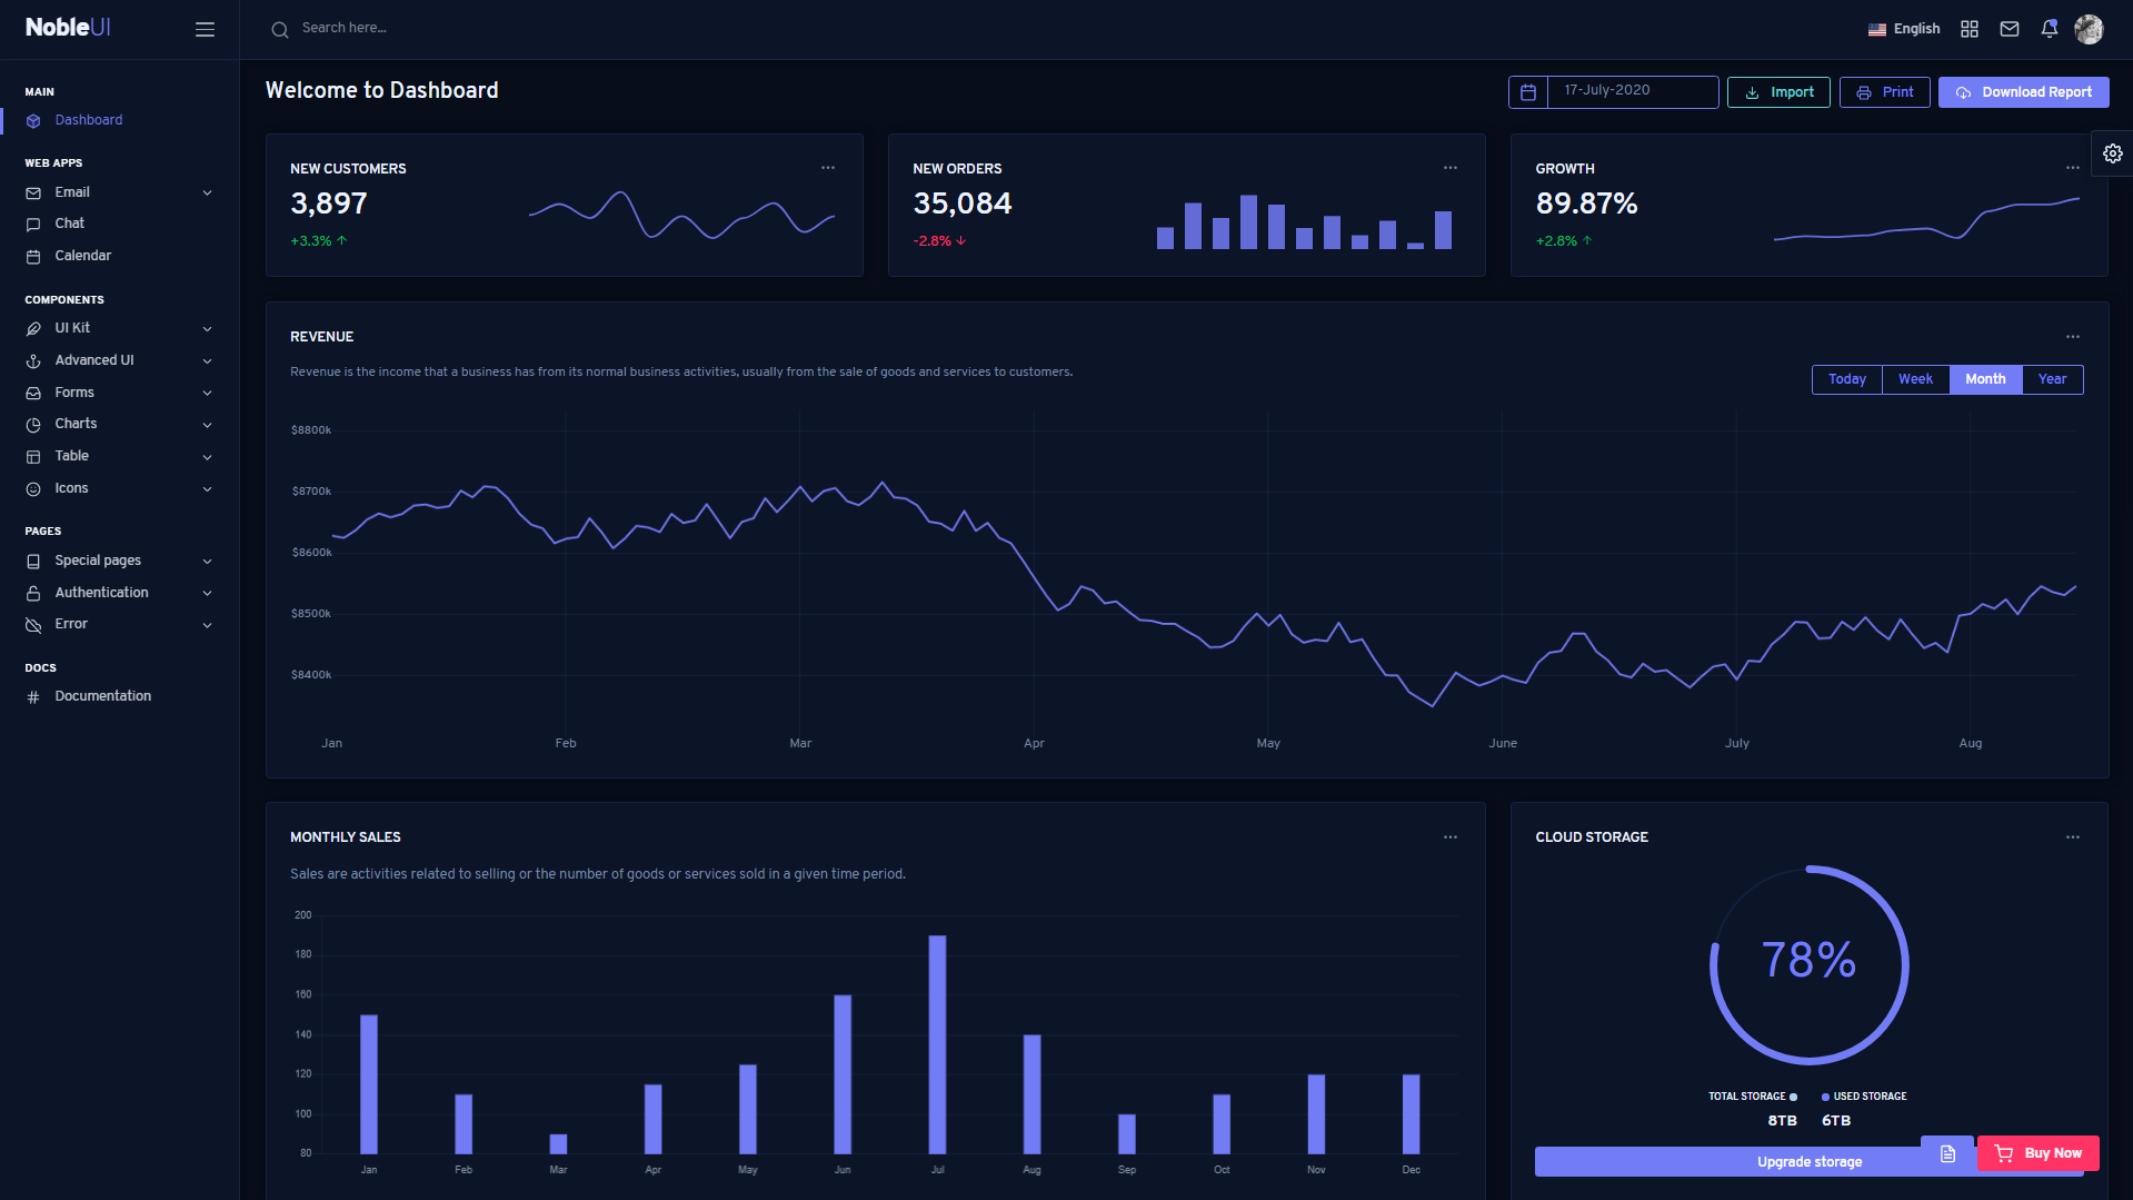 NobleUI
Search here...
English
MAIN
Dashboard
WEB APPS
Email
Chat
Calendar
COMPONENTS
UI Kit
Advanced UI
Forms
Charts
Table
Icons
PAGES
Special pages
Authentication
Error
DOCS
Documentation
Welcome to Dashboard
17-July-2020
Import
Print
Download Report
NEW CUSTOMERS
3,897
+3.3%
NEW ORDERS
35,084
-2.8%
GROWTH
89.87%
+2.8%
REVENUE
Revenue is the income that a business has from its normal business activities, usually from the sale of goods and services to customers.
Today Week Month Year
$8800k
$8700k
$8600k
$8500k
$8400k
Jan Feb Mar Apr May June July Aug
MONTHLY SALES
Sales are activities related to selling or the number of goods or services sold in a given time period.
200
180
160
140
120
100
80
Jan Feb Mar Apr May Jun Jul Aug Sep Oct Nov Dec
CLOUD STORAGE
78%
TOTAL STORAGE
8TB
USED STORAGE
6TB
Upgrade storage
Buy Now